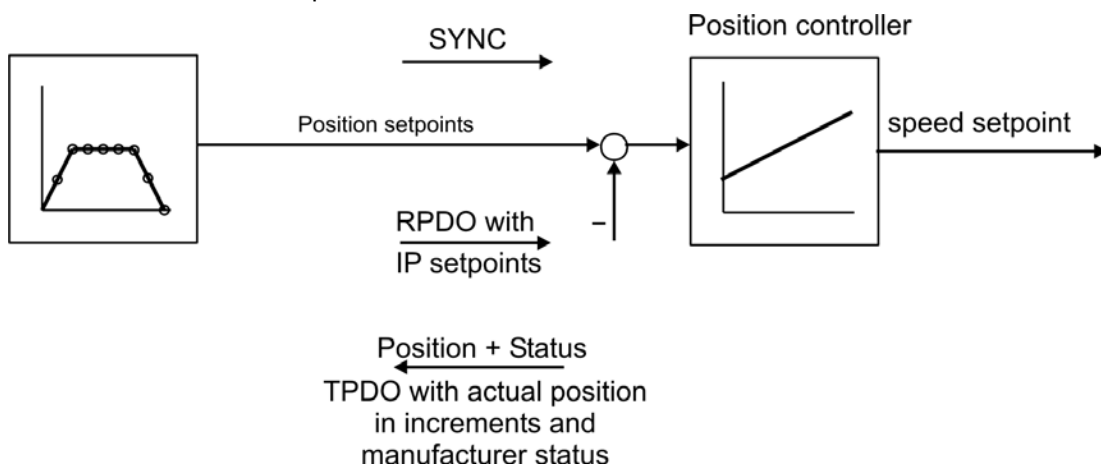 Position controller
SYNC
Position setpoints
speed setpoint
RPDO with
IP setpoints
–
Position + Status
TPDO with actual position
in increments and
manufacturer status